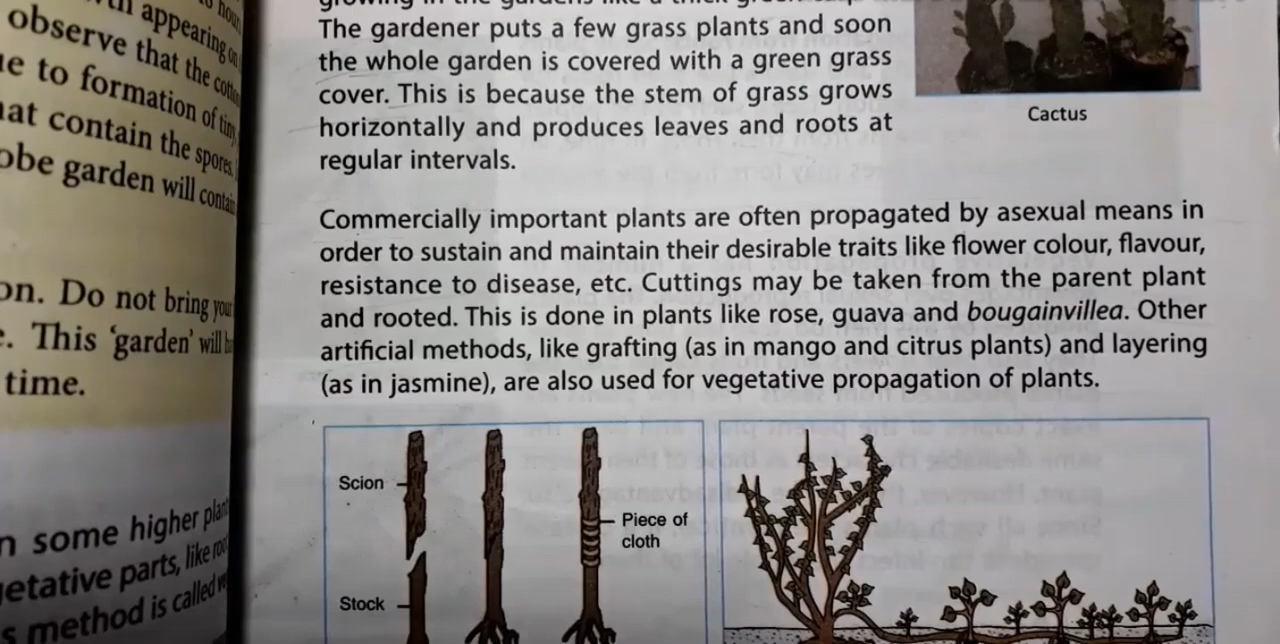 appearing on
observe that the cotton
to formation of tiny
contain the spores.
garden will contain
on. Do not bring your
This 'garden' will
time.
some higher plant
parts, like
method is called
The gardener puts a few grass plants and soon
the whole garden is covered with a green grass
cover. This is because the stem of grass grows
horizontally and produces leaves and roots at
regular intervals.
Cactus
Commercially important plants are often propagated by asexual means in
order to sustain and maintain their desirable traits like flower colour, flavour,
resistance to disease, etc. Cuttings may be taken from the parent plant
and rooted. This is done in plants like rose, guava and bougainvillea. Other
artificial methods, like grafting (as in mango and citrus plants) and layering
(as in jasmine), are also used for vegetative propagation of plants.
Scion
Piece of
cloth
Stock